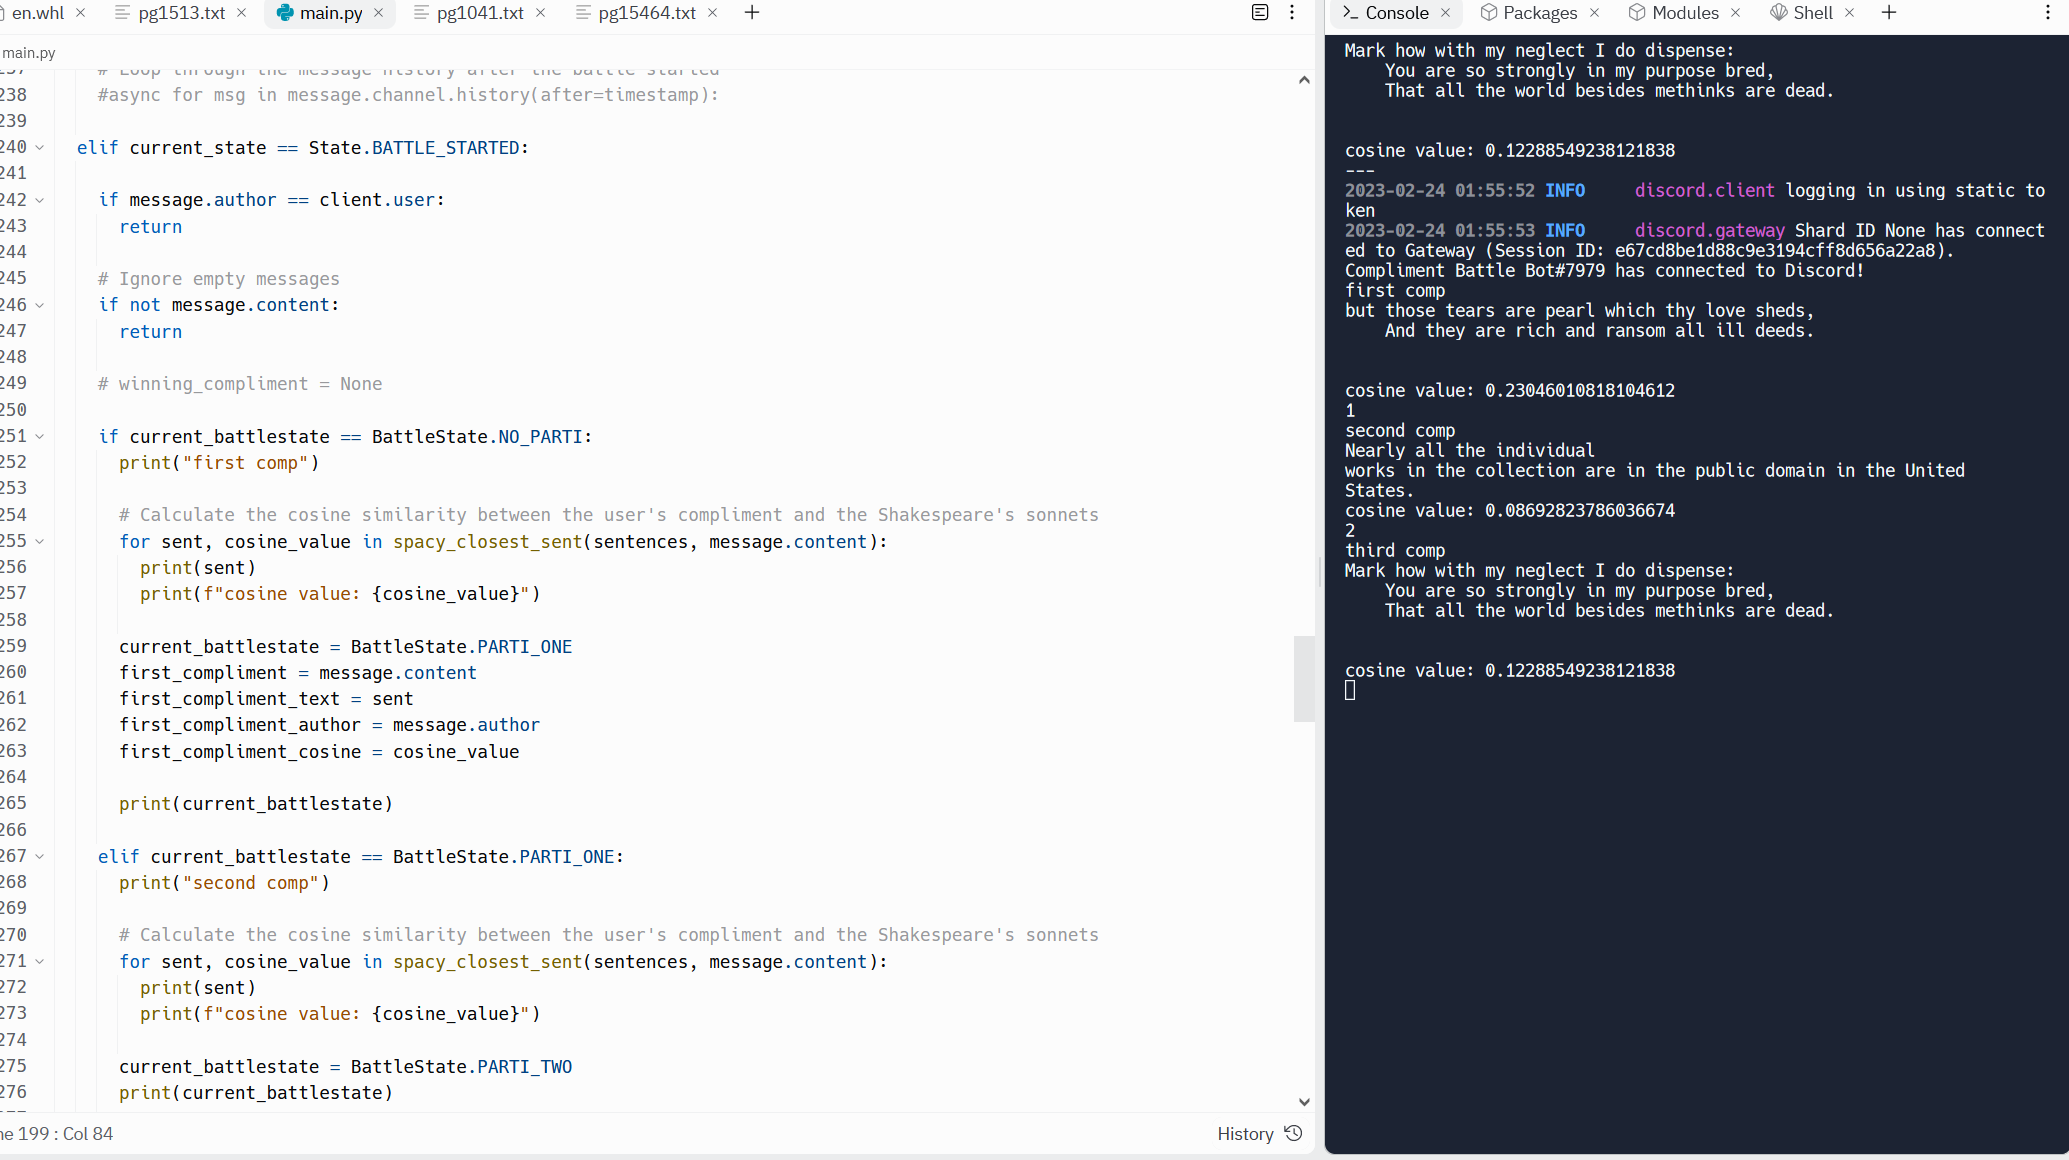 en.whl
pg1513.txt
main.py
pg1041.txt
pg15464.txt
main.py
237 # Loop through the message history after the battle started
238 #async for msg in message.channel.history(after=timestamp):
239
240 elif current_state == State.BATTLE_STARTED:
241
242 if message.author == client.user:
243 return
244
245 # Ignore empty messages
246 if not message.content:
247 return
248
249 # winning_compliment = None
250
251 if current_battlestate == BattleState.NO_PARTI:
252 print("first comp")
253
254 # Calculate the cosine similarity between the user's compliment and the Shakespeare's sonnets
255 for sent, cosine_value in spacy_closest_sent(sentences, message.content):
256 print(sent)
257 print(f"cosine value: {cosine_value}")
258
259 current_battlestate = BattleState.PARTI_ONE
260 first_compliment = message.content
261 first_compliment_text = sent
262 first_compliment_author = message.author
263 first_compliment_cosine = cosine_value
264
265 print(current_battlestate)
266
267 elif current_battlestate == BattleState.PARTI_ONE:
268 print("second comp")
269
270 # Calculate the cosine similarity between the user's compliment and the Shakespeare's sonnets
271 for sent, cosine_value in spacy_closest_sent(sentences, message.content):
272 print(sent)
273 print(f"cosine value: {cosine_value}")
274
275 current_battlestate = BattleState.PARTI_TWO
276 print(current_battlestate)
ne 199 : Col 84
History
Console
Packages
Modules
Shell
Mark how with my neglect I do dispense:
You are so strongly in my purpose bred,
That all the world besides methinks are dead.
cosine value: 0.12288549238121838
---
2023-02-24 01:55:52 INFO discord.client logging in using static to
ken
2023-02-24 01:55:53 INFO discord.gateway Shard ID None has connect
ed to Gateway (Session ID: e67cd8be1d88c9e3194cff8d656a22a8).
Compliment Battle Bot#7979 has connected to Discord!
first comp
but those tears are pearl which thy love sheds,
And they are rich and ransom all ill deeds.
cosine value: 0.23046010818104612
1
second comp
Nearly all the individual
works in the collection are in the public domain in the United
States.
cosine value: 0.08692823786036674
2
third comp
Mark how with my neglect I do dispense:
You are so strongly in my purpose bred,
That all the world besides methinks are dead.
cosine value: 0.12288549238121838